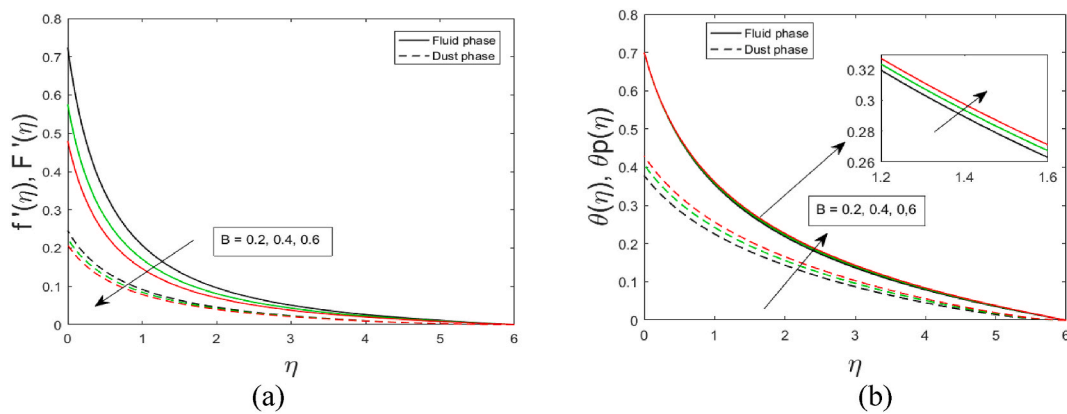 0.8
0.7
0.6
0.5
0.4
0.3
0.2
0.1
0
f '(η), F '(η)
Fluid phase
Dust phase
B = 0.2, 0.4, 0.6
0 1 2 3 4 5 6
η
(a)
0.8
0.7
0.6
0.5
0.4
0.3
0.2
0.1
0
θ(η), θp(η)
Fluid phase
Dust phase
0.32
0.3
0.28
0.26
1.2 1.4 1.6
B = 0.2, 0.4, 0,6
0 1 2 3 4 5 6
η
(b)